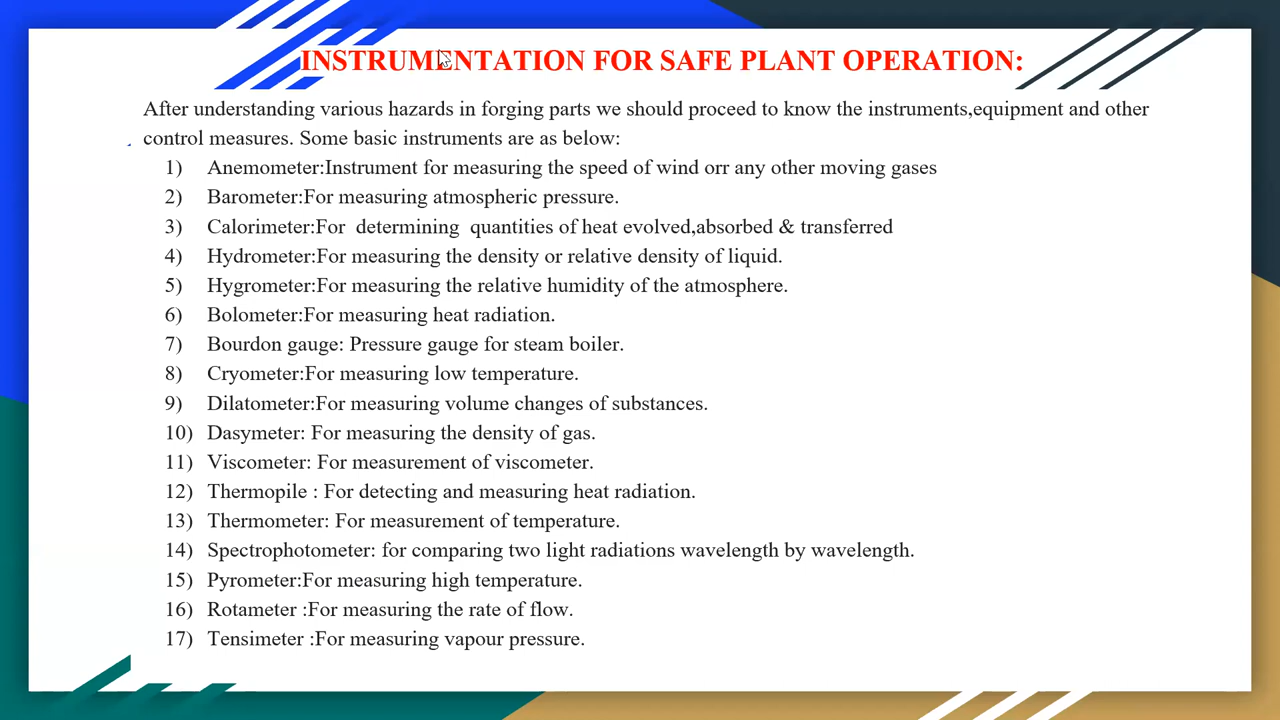 INSTRUMENTATION FOR SAFE PLANT OPERATION:
After understanding various hazards in forging parts we should proceed to know the instruments,equipment and other
control measures. Some basic instruments are as below:
1) Anemometer:Instrument for measuring the speed of wind orr any other moving gases
2) Barometer:For measuring atmospheric pressure.
3) Calorimeter:For determining quantities of heat evolved,absorbed & transferred
4) Hydrometer:For measuring the density or relative density of liquid.
5) Hygrometer:For measuring the relative humidity of the atmosphere.
6) Bolometer:For measuring heat radiation.
7) Bourdon gauge: Pressure gauge for steam boiler.
8) Cryometer:For measuring low temperature.
9) Dilatometer:For measuring volume changes of substances.
10) Dasymeter: For measuring the density of gas.
11) Viscometer: For measurement of viscometer.
12) Thermopile : For detecting and measuring heat radiation.
13) Thermometer: For measurement of temperature.
14) Spectrophotometer: for comparing two light radiations wavelength by wavelength.
15) Pyrometer:For measuring high temperature.
16) Rotameter :For measuring the rate of flow.
17) Tensimeter :For measuring vapour pressure.